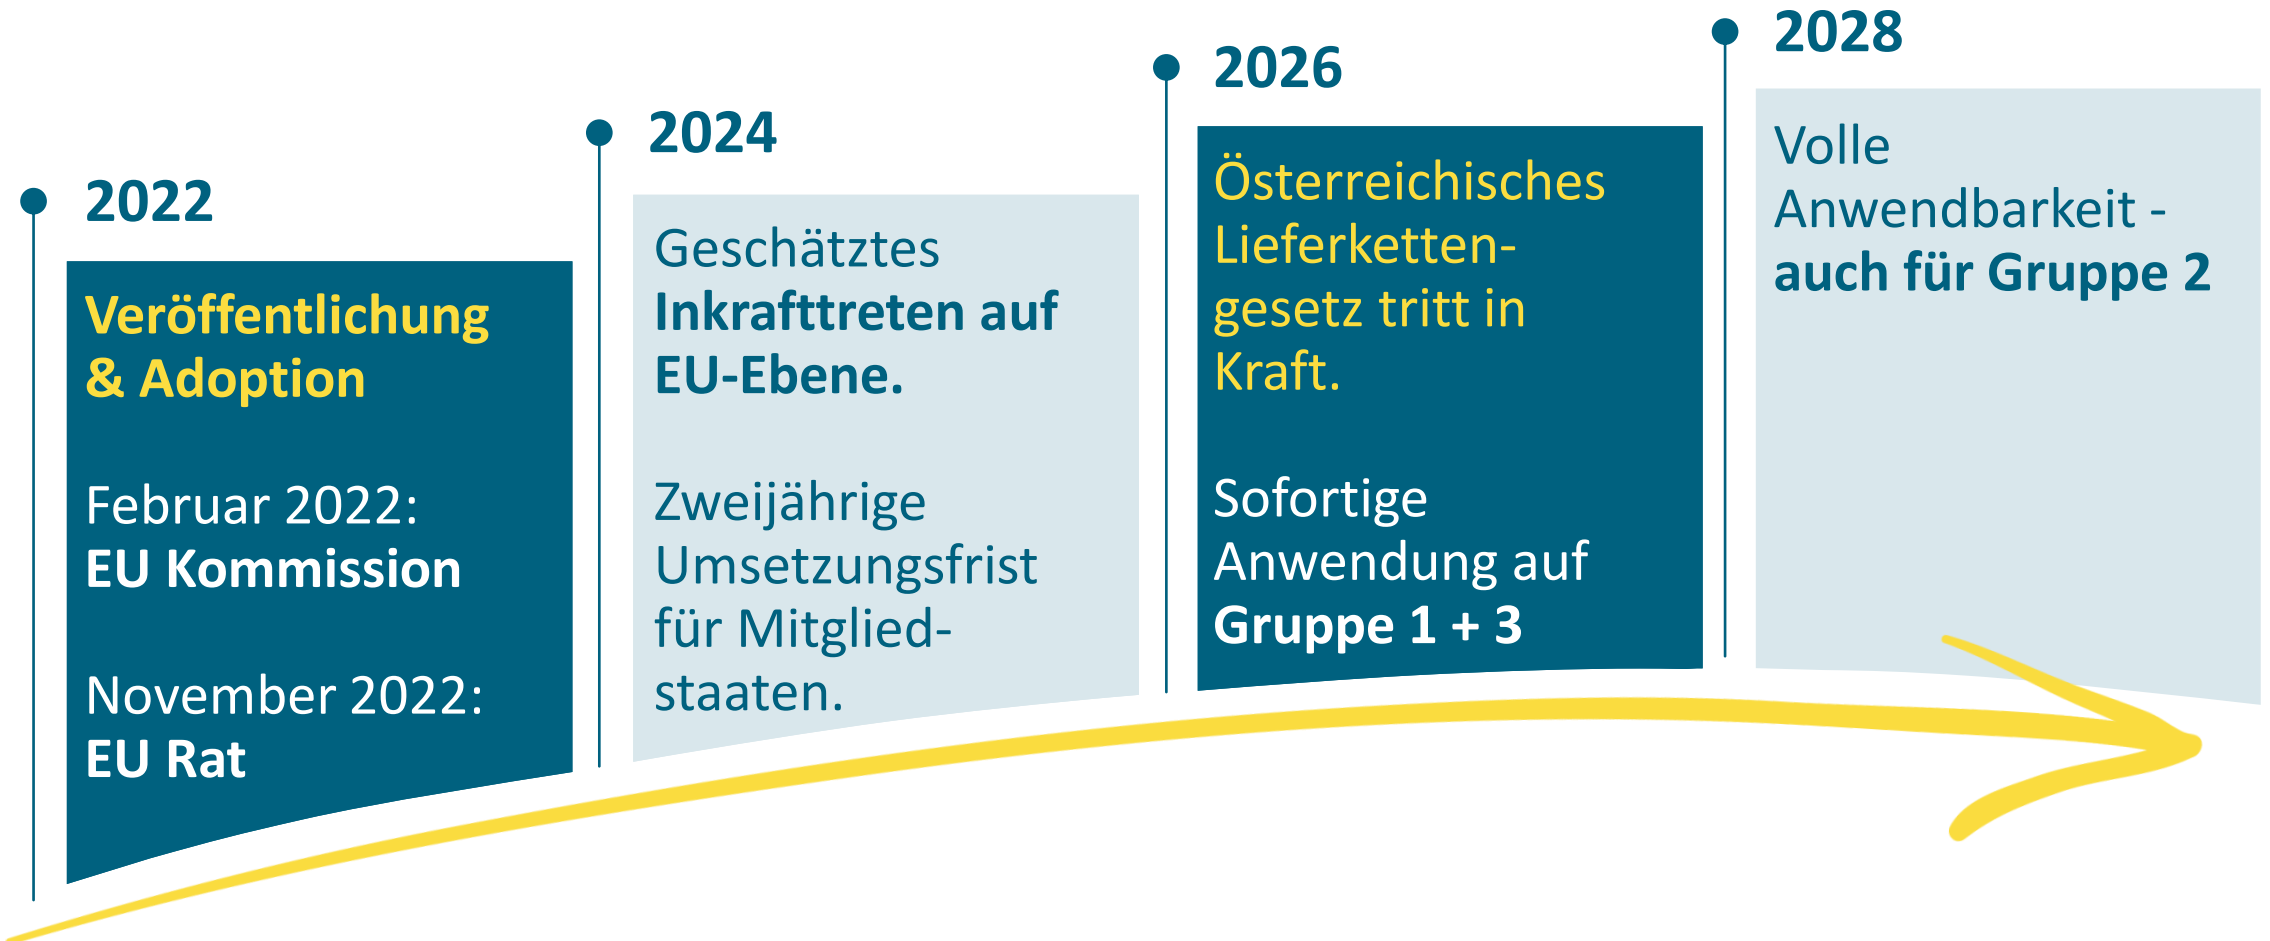 2022
Veröffentlichung
& Adoption
Februar 2022:
EU Kommission
November 2022:
EU Rat
2024
Geschätztes
Inkrafttreten auf
EU-Ebene.
Zweijährige
Umsetzungsfrist
für Mitglied-
staaten.
2026
Österreichisches
Lieferketten-
gesetz tritt in
Kraft.
Sofortige
Anwendung auf
Gruppe 1 + 3
2028
Volle
Anwendbarkeit -
auch für Gruppe 2